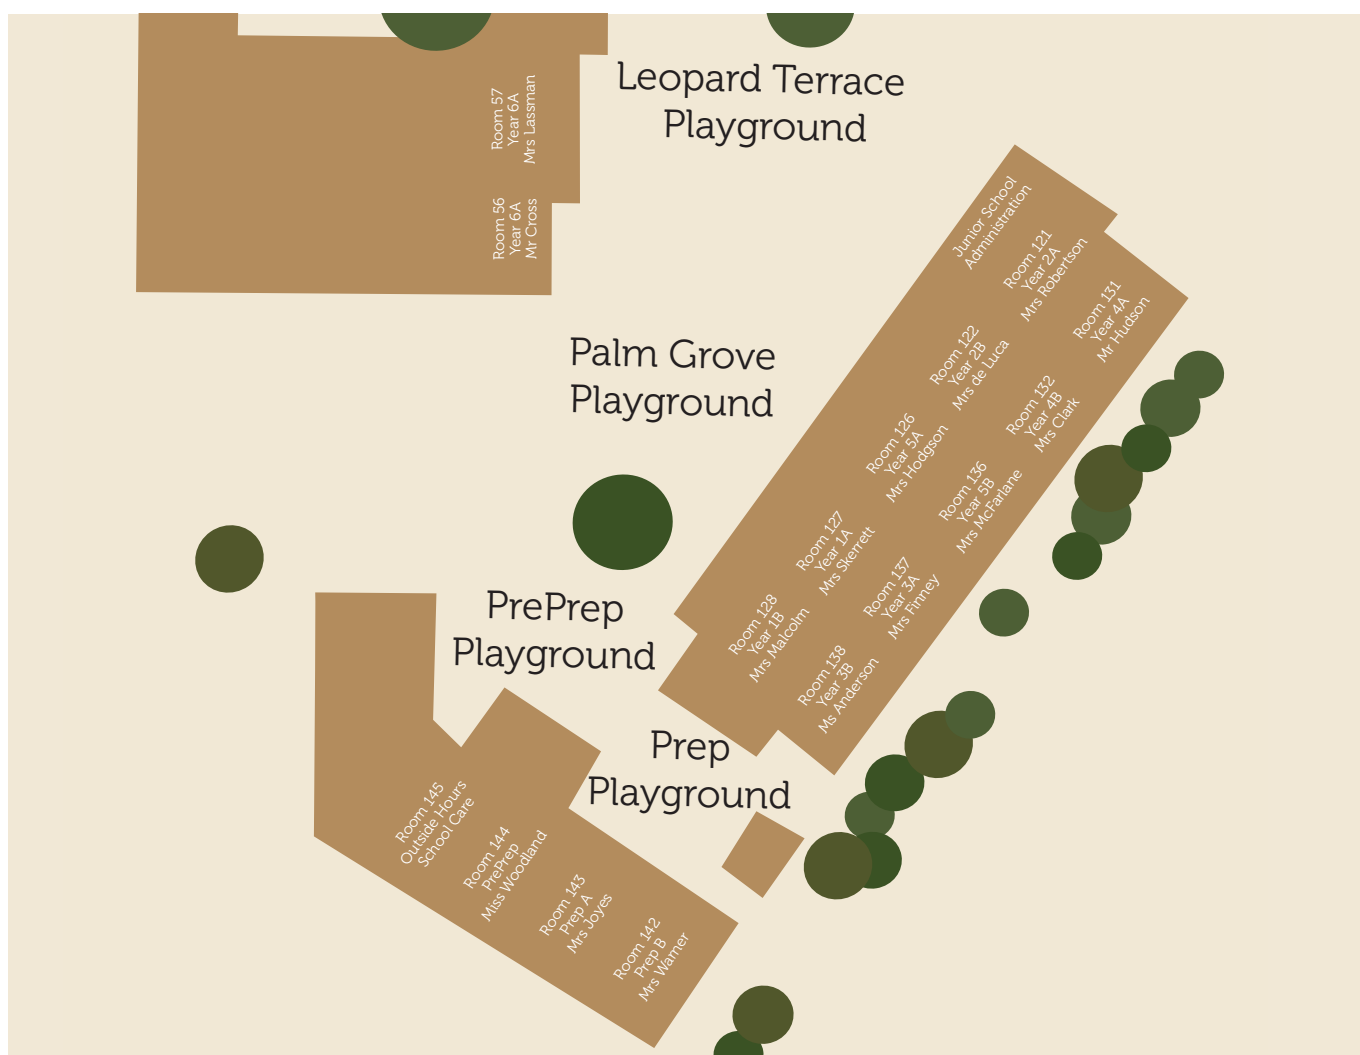 Leopard Terrace
Playground
Room 57
Year 6A
Mrs Lassman
Room 56
Year 6A
Mr Cross
Junior School
Administration
Room 121
Year 2A
Mrs Robertson
Room 131
Year 4A
Mr Hudson
Palm Grove
Playground
Room 122
Year 2B
Mrs de Luca
Room 132
Year 4B
Mrs Clark
Room 126
Year 5A
Mrs Hodgson
Room 136
Year 5B
Mrs McFarlane
Room 127
Year 1A
Mrs Skerrett
Room 137
Year 3A
Mrs Finney
Room 128
Year 1B
Mrs Malcolm
Room 138
Year 3B
Ms Anderson
PrePrep
Playground
Prep
Playground
Room 145
Outside Hours
School Care
Room 144
PrePrep
Miss Woodland
Room 143
Prep A
Mrs Joyes
Room 142
Prep B
Mrs Warner